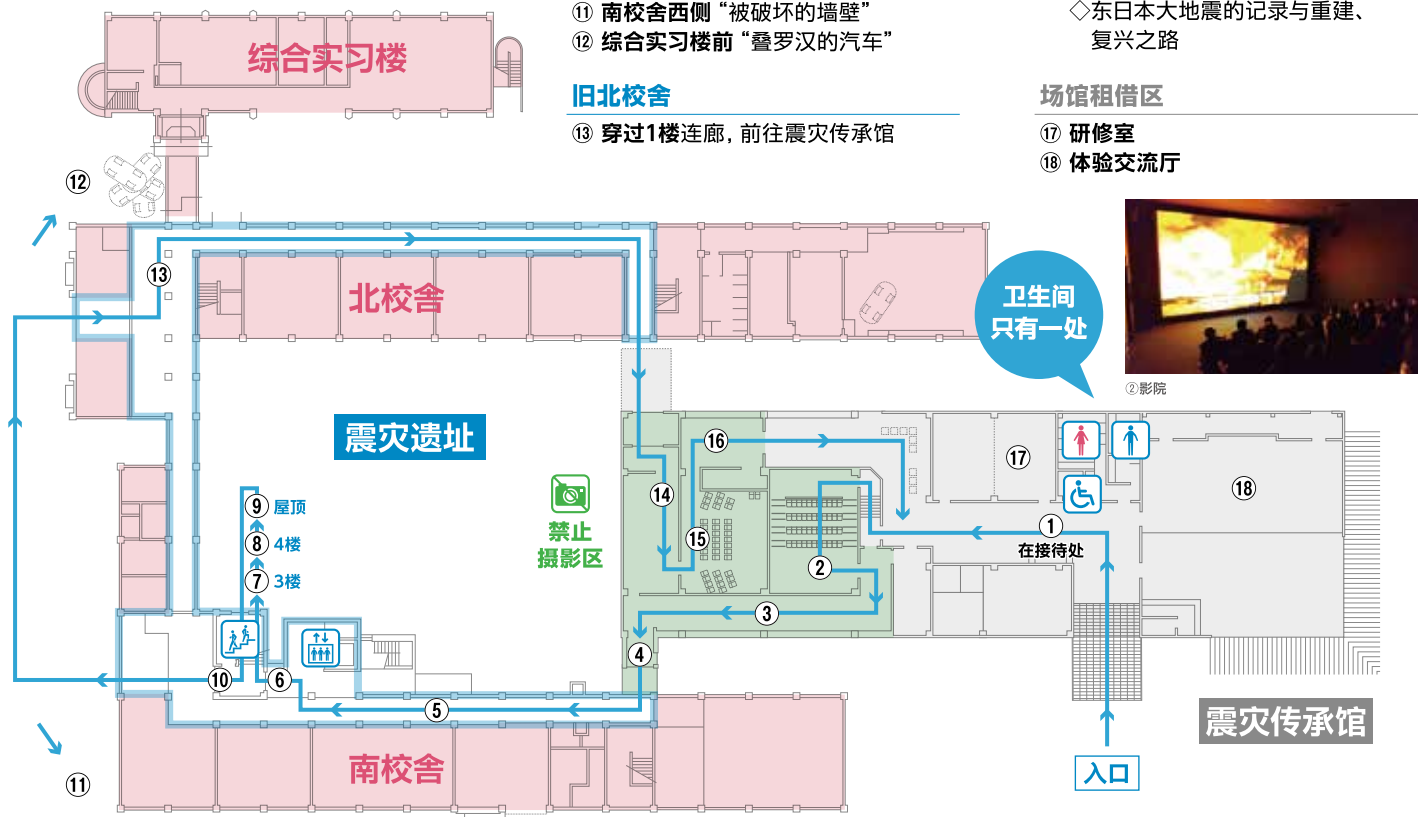 ⑪ 南校舍西侧 “被破坏的墙壁”
⑫ 综合实习楼前 “叠罗汉的汽车”
旧北校舍
⑬ 穿过1楼连廊, 前往震灾传承馆
◇东日本大地震的记录与重建、
复兴之路
场馆租借区
⑰ 研修室
⑱ 体验交流厅
②影院
综合实习楼
⑫
⑬
北校舍
卫生间
只有一处
震灾遗址
⑯
⑰
⑱
⑭
⑮
禁止
摄影区
⑨ 屋顶
⑧ 4楼
⑦ 3楼
①
在接待处
②
③
④
⑤
⑥
⑩
⑪
南校舍
震灾传承馆
入口